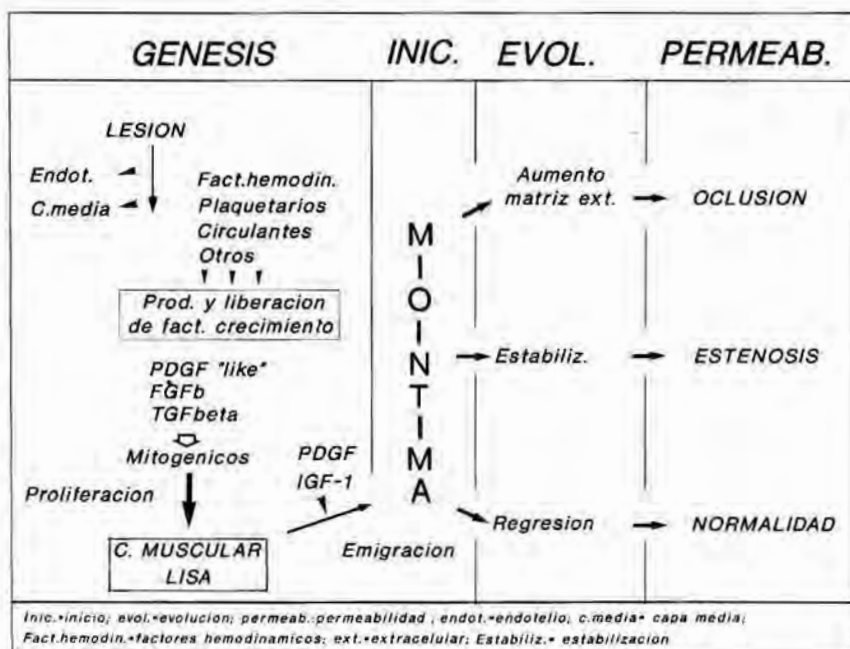 GENESIS INIC. EVOL. PERMEAB.
LESION
Endot.
C.media
Fact.hemodin.
Plaquetarios
Circulantes
Otros
Prod. y liberacion
de fact. crecimiento
PDGF "like"
FGFb
TGFbeta
Mitogenicos
Proliferacion
C. MUSCULAR
LISA
PDGF
IGF-1
Emigracion
MIOINTIMA
Aumento
matriz ext.
OCLUSION
Estabiliz.
ESTENOSIS
Regresion
NORMALIDAD
Inic.=inicio; evol.=evolucion; permeab.:permeabilidad ; endot.=endotelio; c.media= capa media;
Fact.hemodin.=factores hemodinamicos; ext.=extracelular; Estabiliz.= estabilización